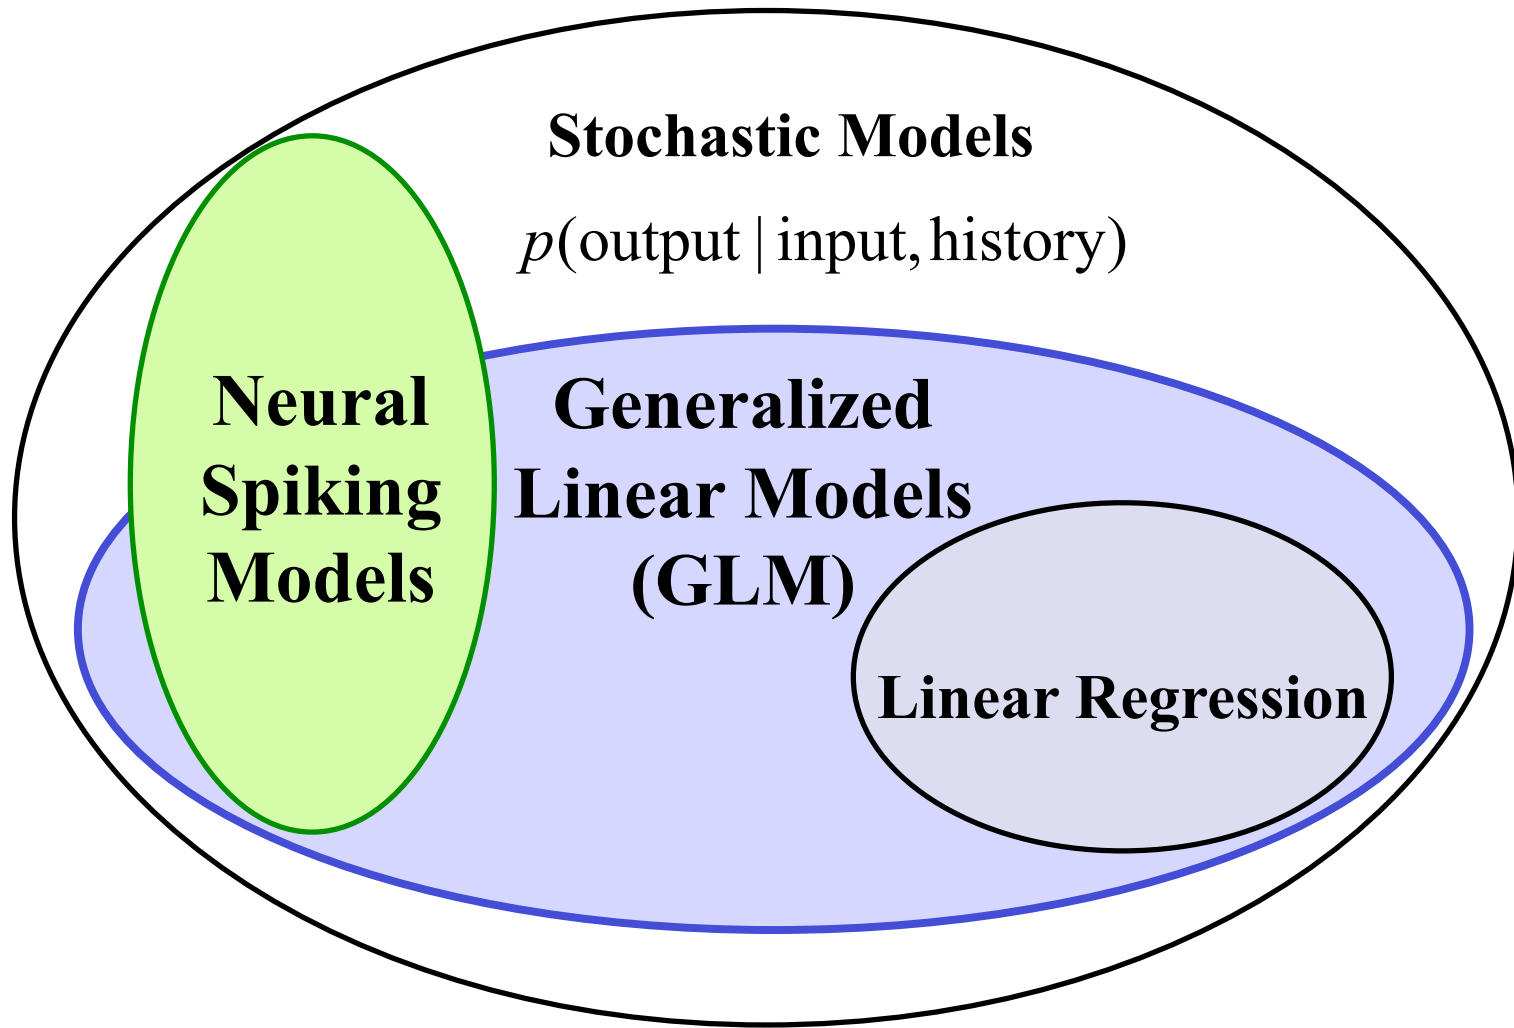 Stochastic Models
p(output | input, history)
Neural
Spiking
Models
Generalized
Linear Models
(GLM)
Linear Regression